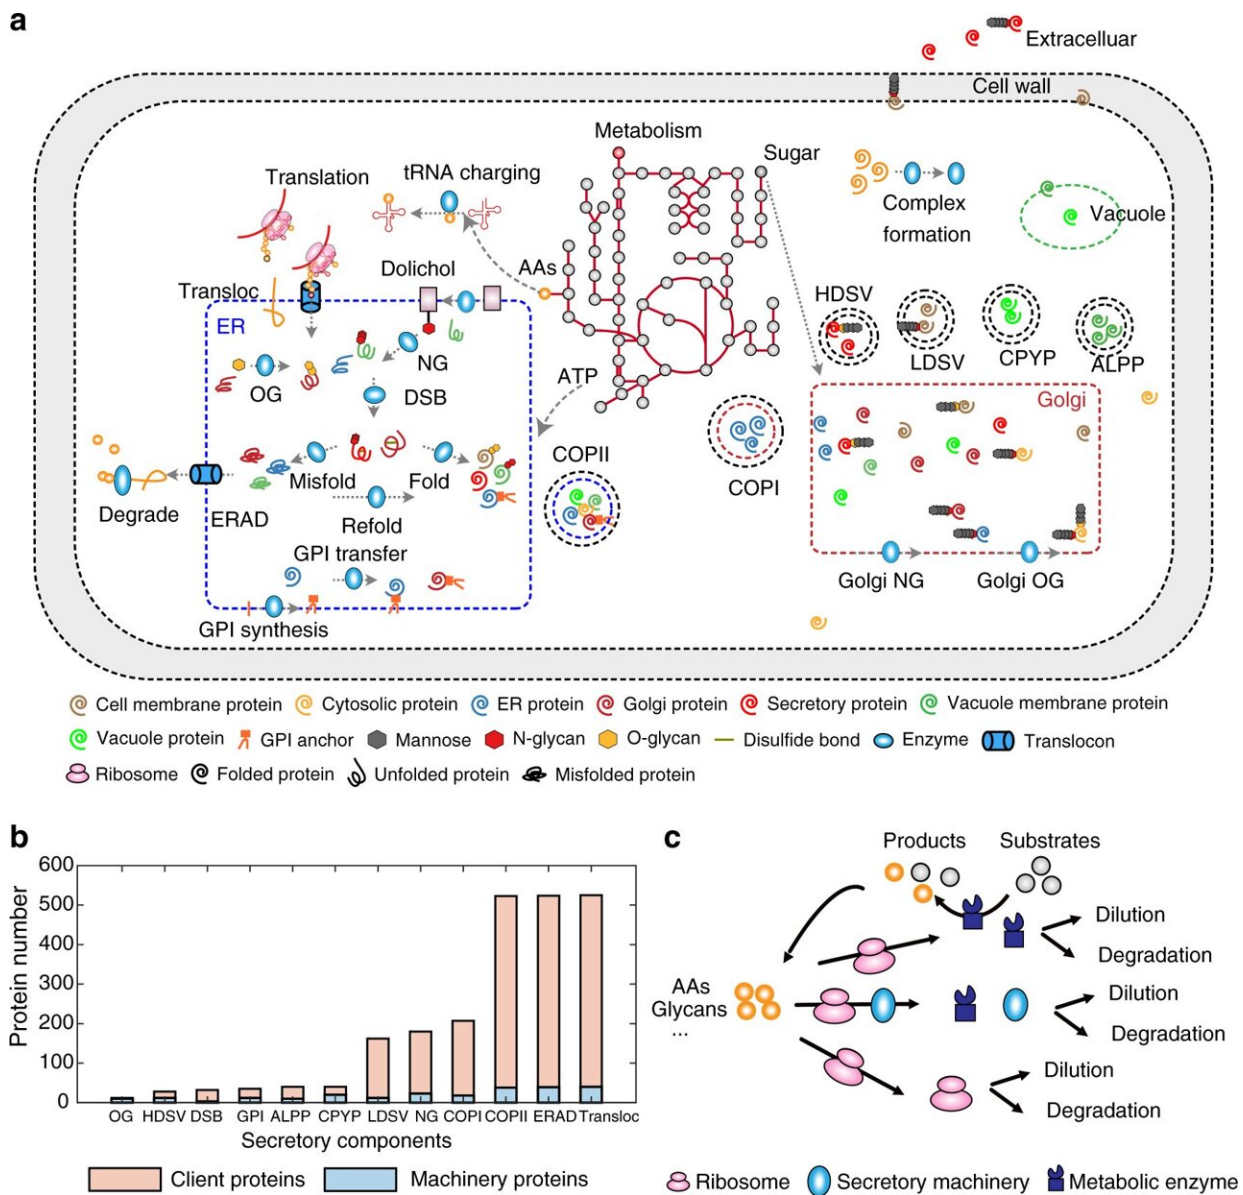 a
Extracelluar
Cell wall
Metabolism
Sugar
tRNA charging
Translation
Complex
formation
Vacuole
AAs
Dolichol
Transloc
ER
HDSV
LDSV
CPYP
ALPP
NG
OG
DSB
ATP
Golgi
COPII
COPI
Misfold
Fold
Degrade
ERAD
Refold
GPI transfer
Golgi NG
Golgi OG
GPI synthesis
Cell membrane protein
Cytosolic protein
ER protein
Golgi protein
Secretory protein
Vacuole membrane protein
Vacuole protein
GPI anchor
Mannose
N-glycan
O-glycan
Disulfide bond
Enzyme
Translocon
Ribosome
Folded protein
Unfolded protein
Misfolded protein
b
Protein number
600
500
400
300
200
100
0
OG HDSV DSB GPI ALPP CPYP LDSV NG COPI COPII ERAD Transloc
Secretory components
Client proteins
Machinery proteins
c
Products
Substrates
Dilution
Degradation
AAs
Glycans
...
Dilution
Degradation
Dilution
Degradation
Ribosome
Secretory machinery
Metabolic enzyme